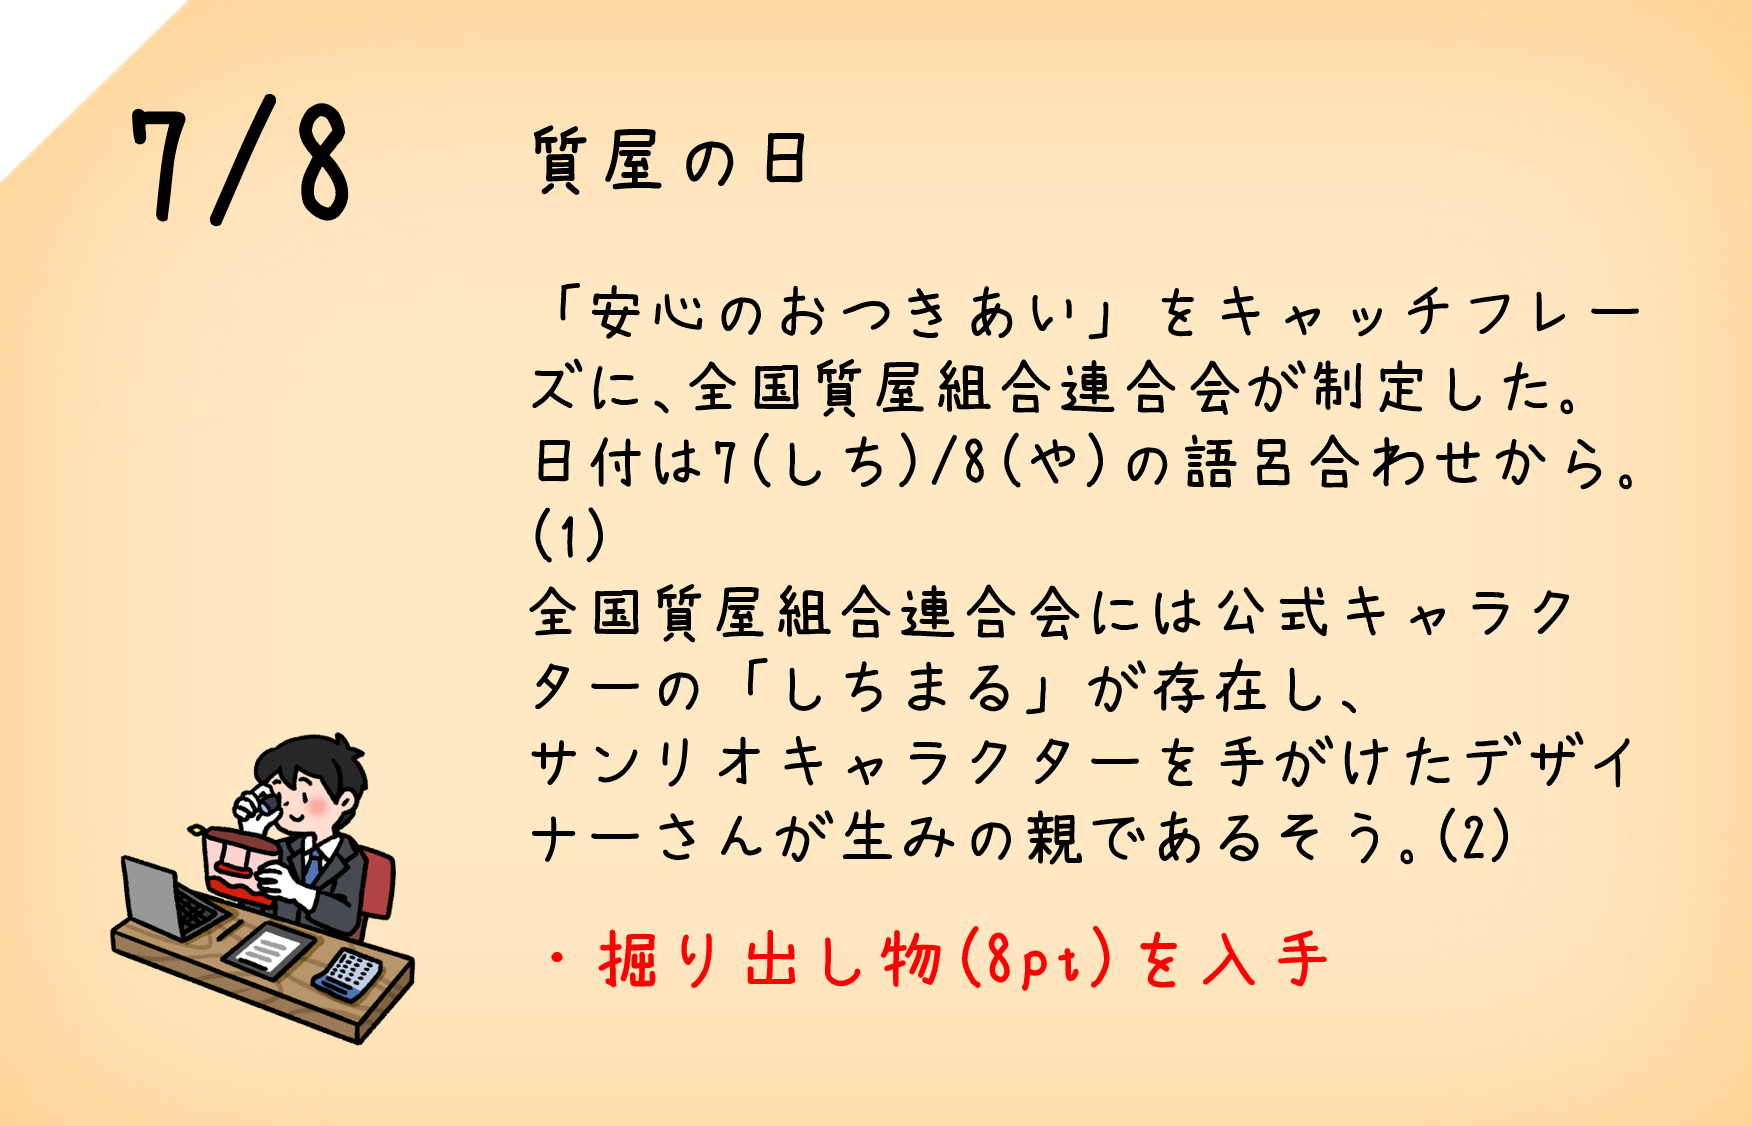 7/8
質屋の日
「安心のおつきあい」をキャッチフレー
ズに、全国質屋組合連合会が制定した。
日付は7(しち)/8(や)の語呂合わせから。
(1)
全国質屋組合連合会には公式キャラク
ターの「しちまる」が存在し、
サンリオキャラクターを手がけたデザイ
ナーさんが生みの親であるそう。(2)
・掘り出し物(8pt)を入手